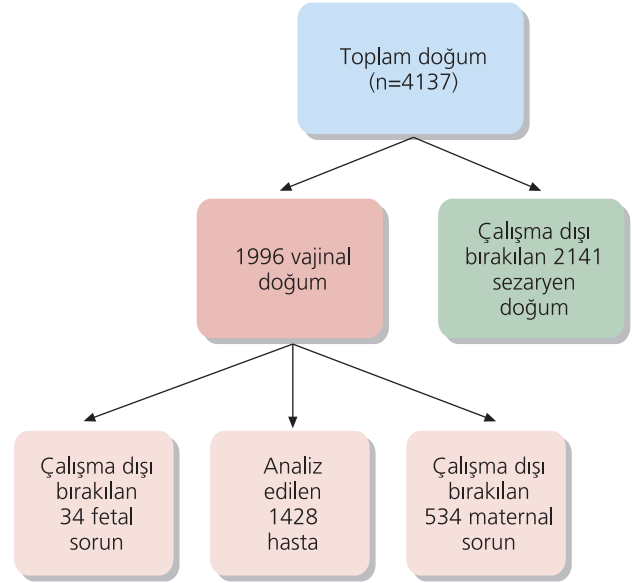 Toplam doğum
(n=4137)
1996 vajinal
doğum
Çalışma dışı
bırakılan 2141
sezaryen
doğum
Çalışma dışı
bırakılan
34 fetal
sorun
Analiz
edilen
1428
hasta
Çalışma dışı
bırakılan
534 maternal
sorun